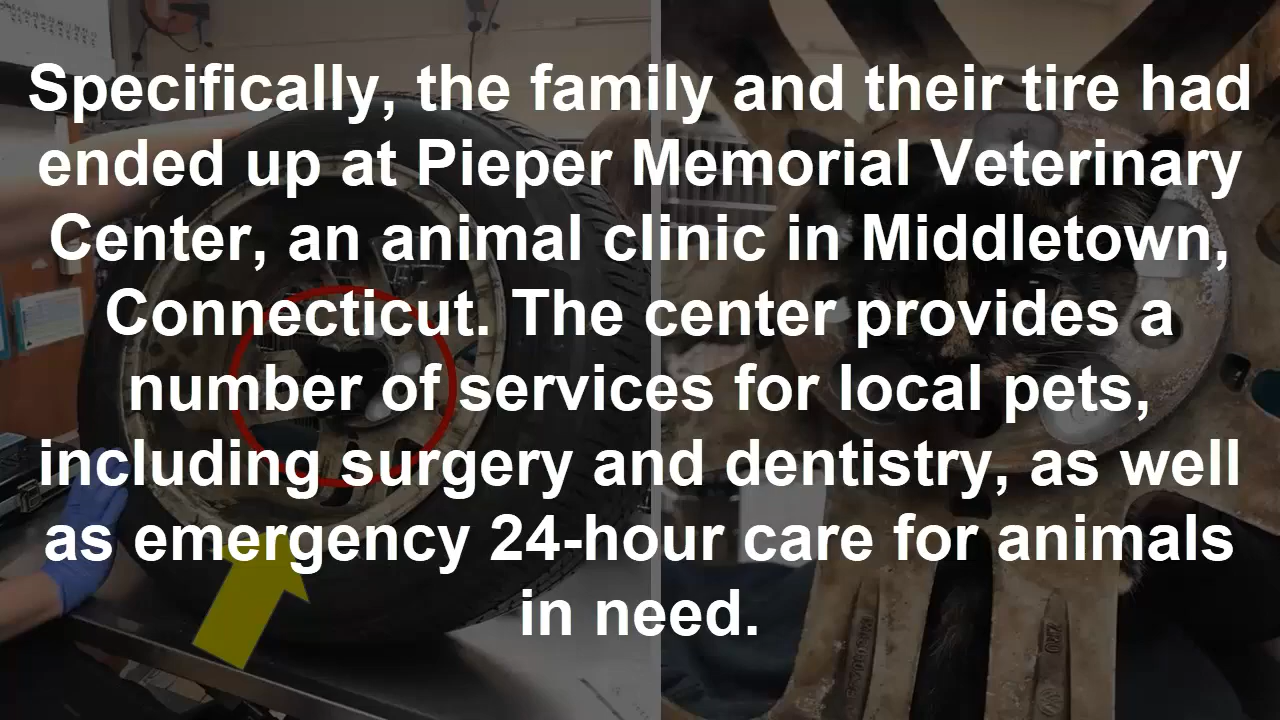 Specifically, the family and their tire had
ended up at Pieper Memorial Veterinary
Center, an animal clinic in Middletown,
Connecticut. The center provides a
number of services for local pets,
including surgery and dentistry, as well
as emergency 24-hour care for animals
in need.